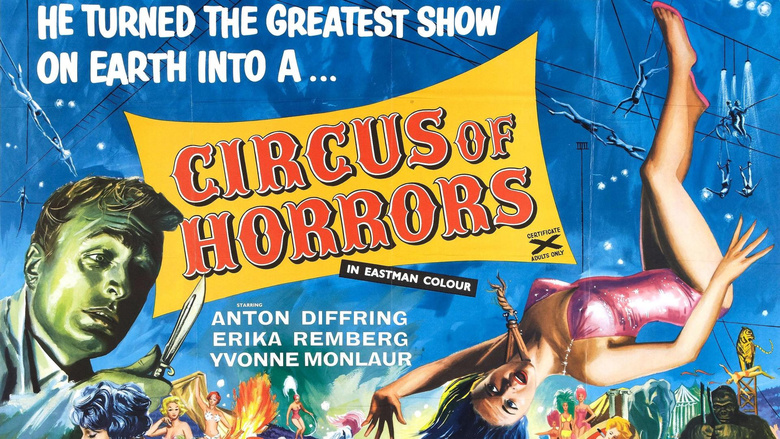 HE TURNED THE GREATEST SHOW
ON EARTH INTO A ...
CIRCUS OF
HORRORS
CERTIFICATE
X
ADULTS ONLY
IN EASTMAN COLOUR
STARRING
ANTON DIFFRING
ERIKA REMBERG
YVONNE MONLAUR